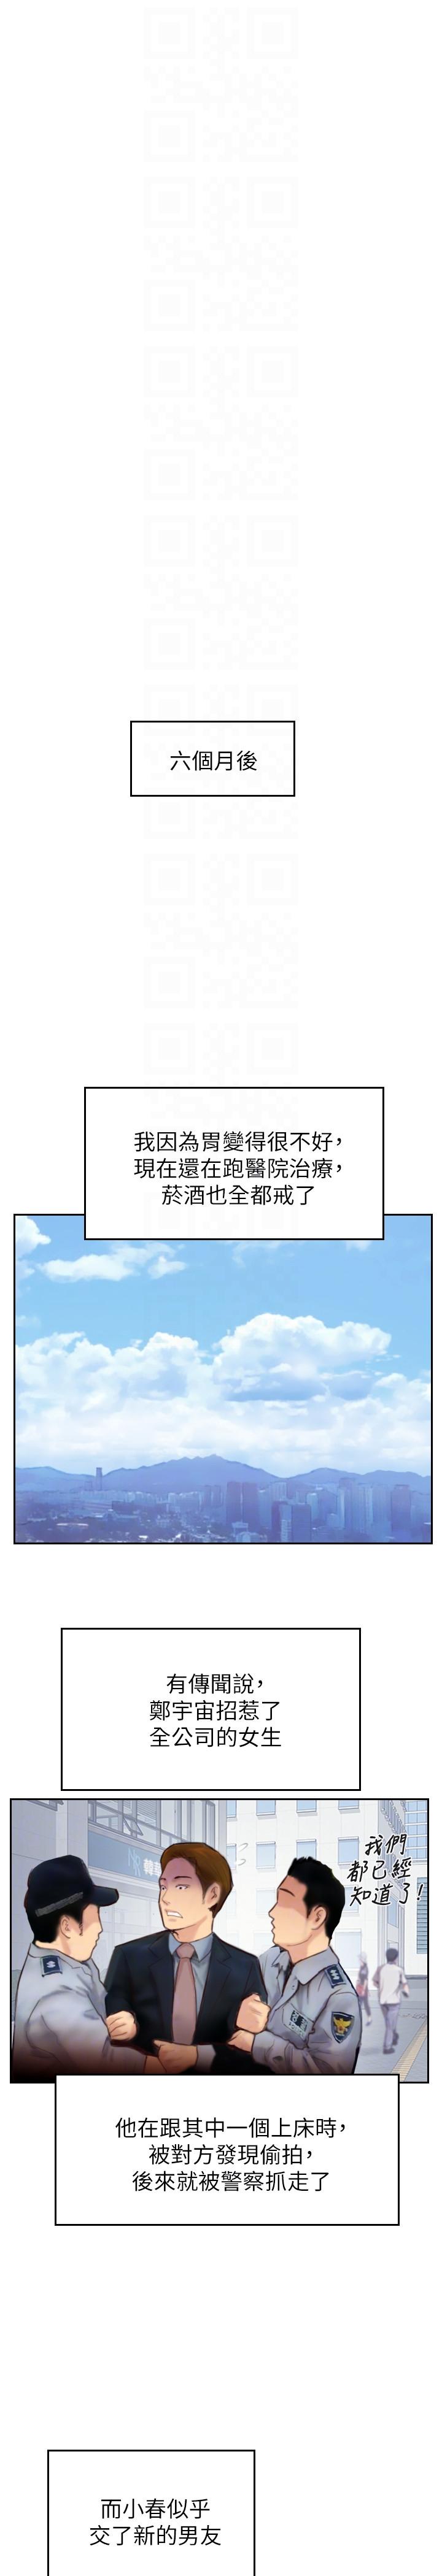 六個月後
我因為胃變得很不好，
現在還在跑醫院治療，
菸酒也全都戒了
有傳聞說，
鄭宇宙招惹了
全公司的女生
我們
都已經
知道了！
他在跟其中一個上床時，
被對方發現偷拍，
後來就被警察抓走了
而小春似乎
交了新的男友